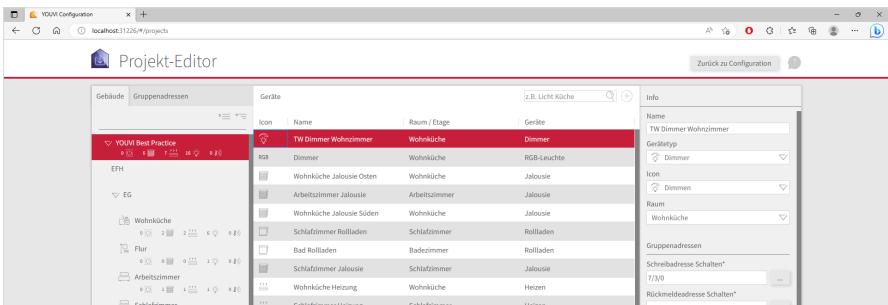 YOUVI Configuration
localhost:31226/#/projects
Projekt-Editor
Zurück zu Configuration
Gebäude Gruppenadressen
YOUVI Best Practice
EFH
EG
Wohnküche
Flur
Arbeitszimmer
Geräte
z.B. Licht Küche
Icon Name Raum / Etage Geräte
TW Dimmer Wohnzimmer Wohnküche Dimmer
RGB Dimmer Wohnküche RGB-Leuchte
Wohnküche Jalousie Osten Wohnküche Jalousie
Arbeitszimmer Jalousie Arbeitszimmer Jalousie
Wohnküche Jalousie Süden Wohnküche Jalousie
Schlafzimmer Rollladen Schlafzimmer Rollladen
Bad Rollladen Badezimmer Rollladen
Schlafzimmer Jalousie Schlafzimmer Jalousie
Wohnküche Heizung Wohnküche Heizen
Info
Name
TW Dimmer Wohnzimmer
Gerätetyp
Dimmer
Icon
Dimmen
Raum
Wohnküche
Gruppenadressen
Schreibadresse Schalten*
7/3/0
...
Rückmeldeadresse Schalten*